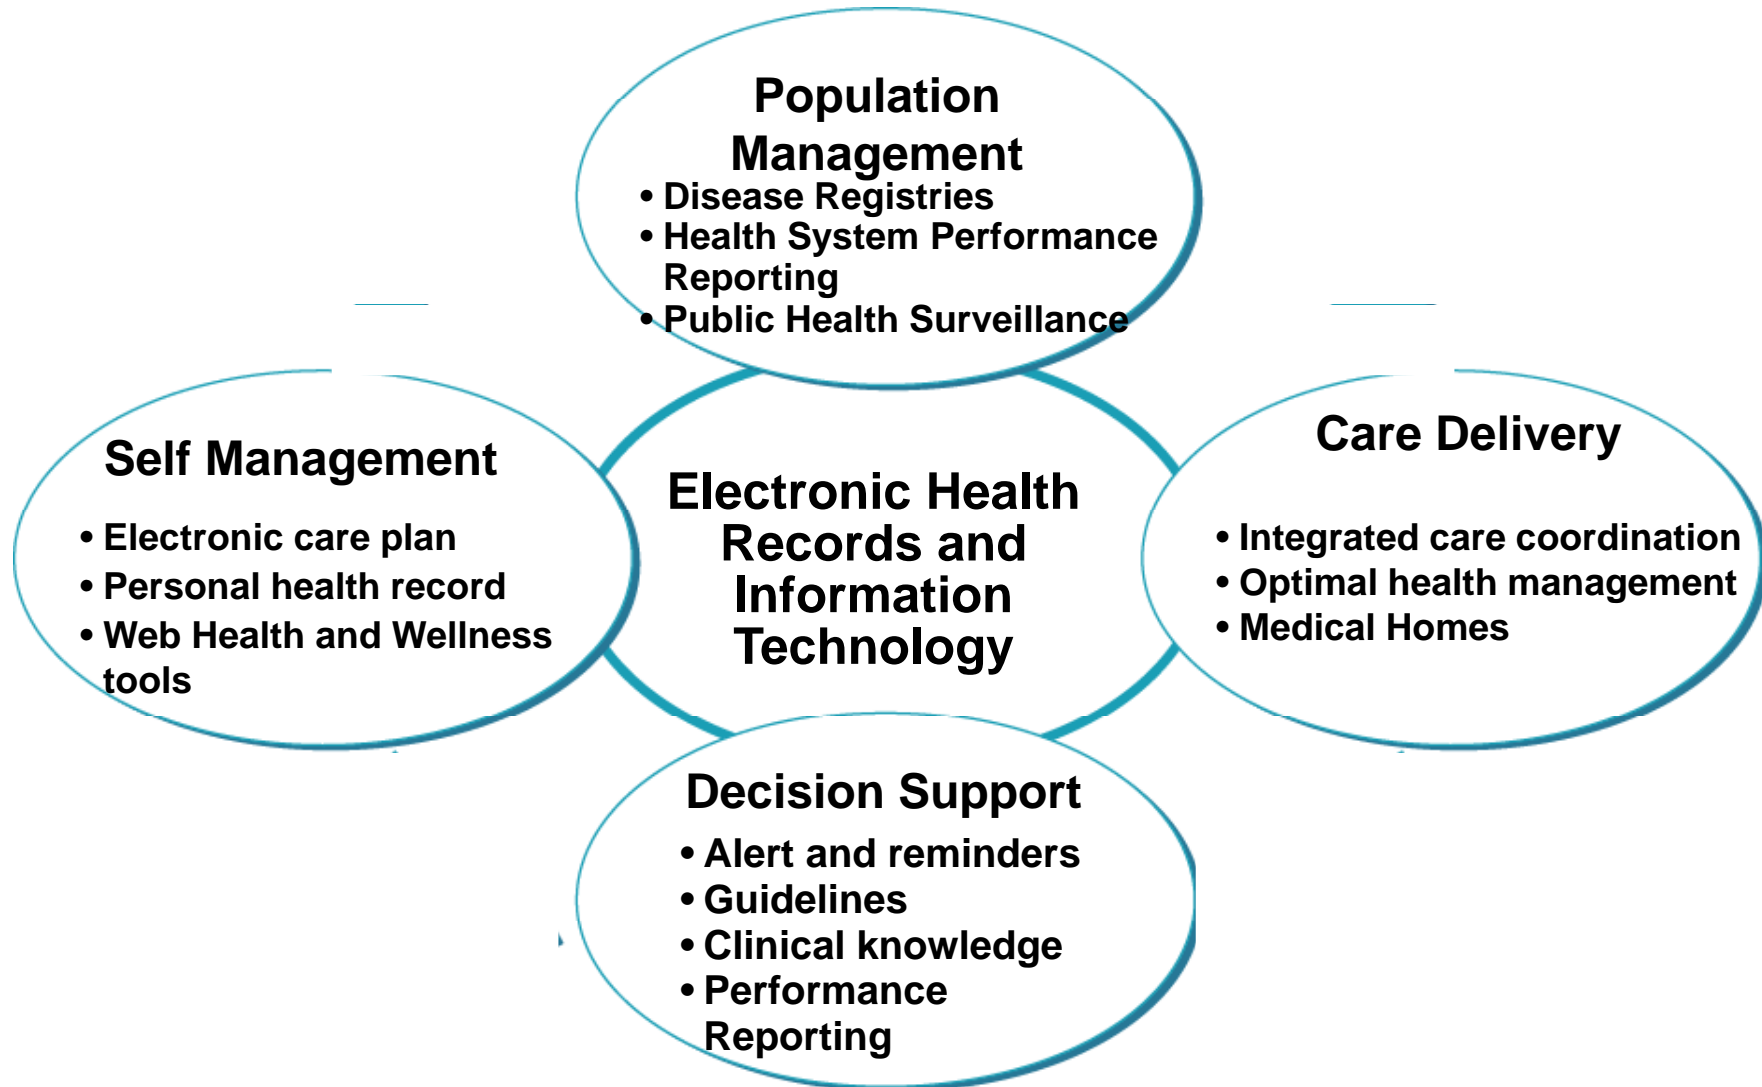 Population
Management
• Disease Registries
• Health System Performance
Reporting
• Public Health Surveillance
Self Management
• Electronic care plan
• Personal health record
• Web Health and Wellness
tools
Electronic Health
Records and
Information
Technology
Care Delivery
• Integrated care coordination
• Optimal health management
• Medical Homes
Decision Support
• Alert and reminders
• Guidelines
• Clinical knowledge
• Performance
Reporting